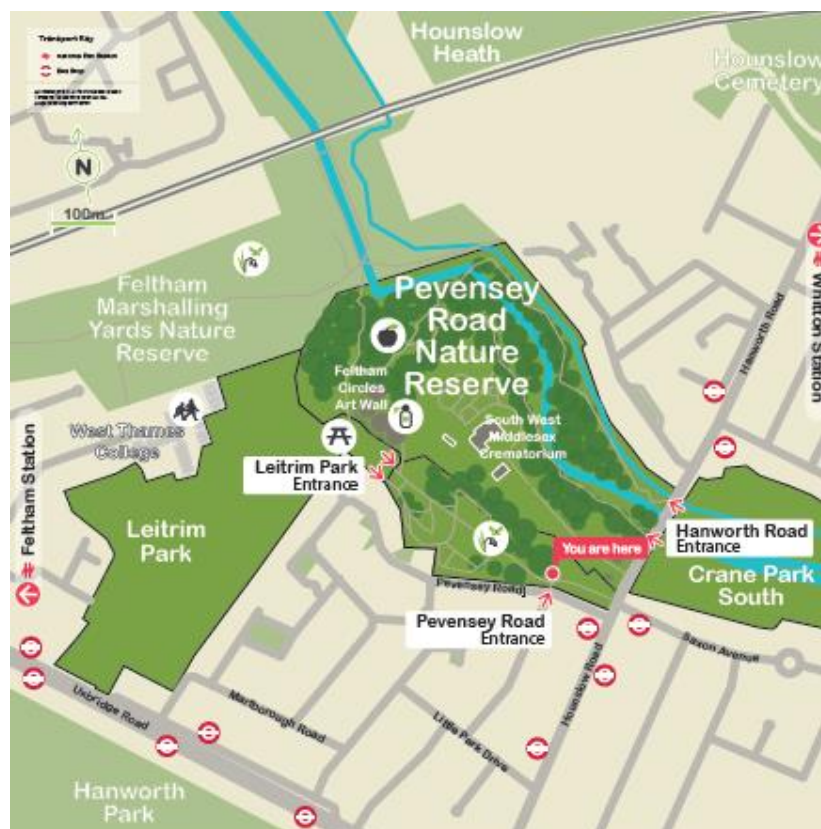 Transport Key
Hounslow
Heath
Hounslow
Cemetery
N
100m
Feltham
Marshalling
Yards Nature
Reserve
Pevensey
Road
Nature
Reserve
Hanworth Road
Whitton Station
Feltham
Circles
Art Wall
South West
Middlesex
Crematorium
West Thames
College
Leitrim Park
Entrance
Feltham Station
Leitrim
Park
You are here
Hanworth Road
Entrance
Crane Park
South
Pevensey Road
Pevensey Road
Entrance
Saxon Avenue
Hounslow Road
Uxbridge Road
Marlborough Road
Little Park Drive
Hanworth
Park